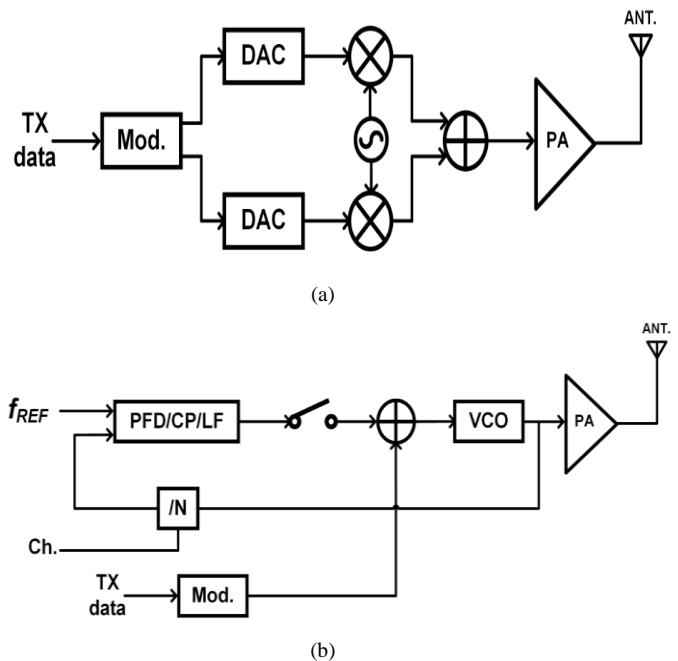 ANT.
DAC
TX
data
Mod.
PA
DAC
(a)
ANT.
fREF
PFD/CP/LF
VCO
PA
/N
Ch.
TX
data
Mod.
(b)